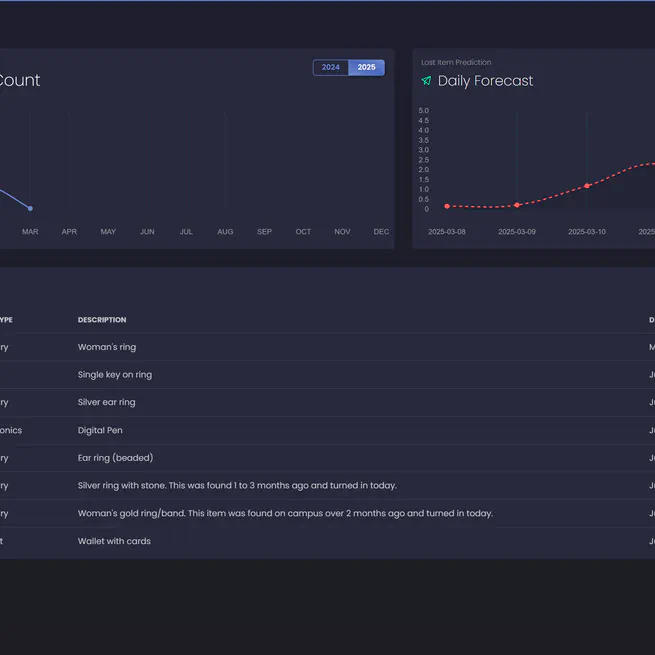 Count
2024 2025
MAR APR MAY JUN JUL AUG SEP OCT NOV DEC
Lost Item Prediction
Daily Forecast
5.0
4.5
4.0
3.5
3.0
2.5
2.0
1.5
1.0
0.5
0
2025-03-08 2025-03-09 2025-03-10 2025
YPE DESCRIPTION D
ry Woman's ring M
Single key on ring J
ry Silver ear ring J
onics Digital Pen J
ry Ear ring (beaded) J
ry Silver ring with stone. This was found 1 to 3 months ago and turned in today. J
ry Woman's gold ring/band. This item was found on campus over 2 months ago and turned in today. J
t Wallet with cards J